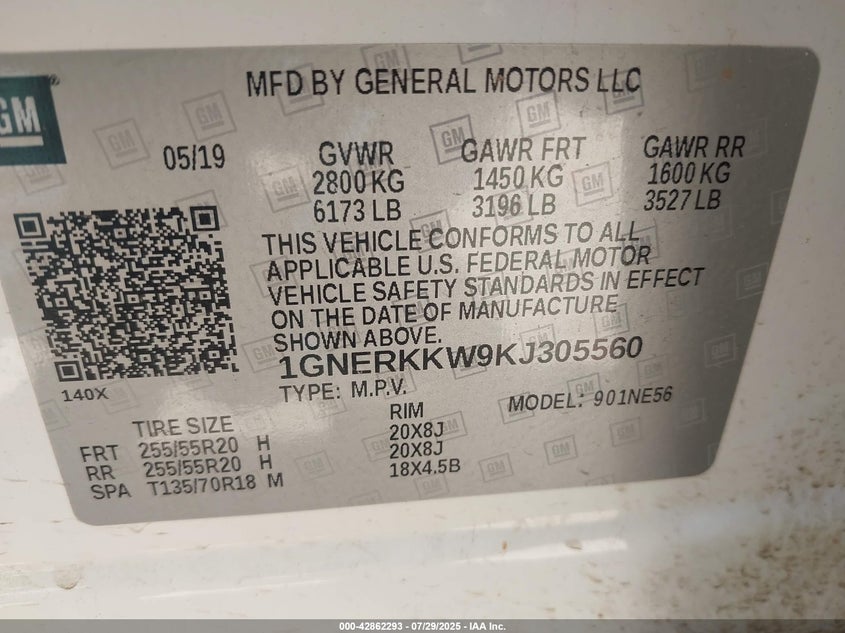 GM
MFD BY GENERAL MOTORS LLC
05/19 GVWR GAWR FRT GAWR RR
2800 KG 1450 KG 1600 KG
6173 LB 3196 LB 3527 LB
THIS VEHICLE CONFORMS TO ALL
APPLICABLE U.S. FEDERAL MOTOR
VEHICLE SAFETY STANDARDS IN EFFECT
ON THE DATE OF MANUFACTURE
SHOWN ABOVE.
1GNERKKW9KJ305560
140X
TYPE: M.P.V. MODEL: 901NE56
TIRE SIZE RIM
FRT 255/55R20 H 20X8J
RR 255/55R20 H 20X8J
SPA T135/70R18 M 18X4.5B
000-42862293 - 07/29/2025 - IAA Inc.